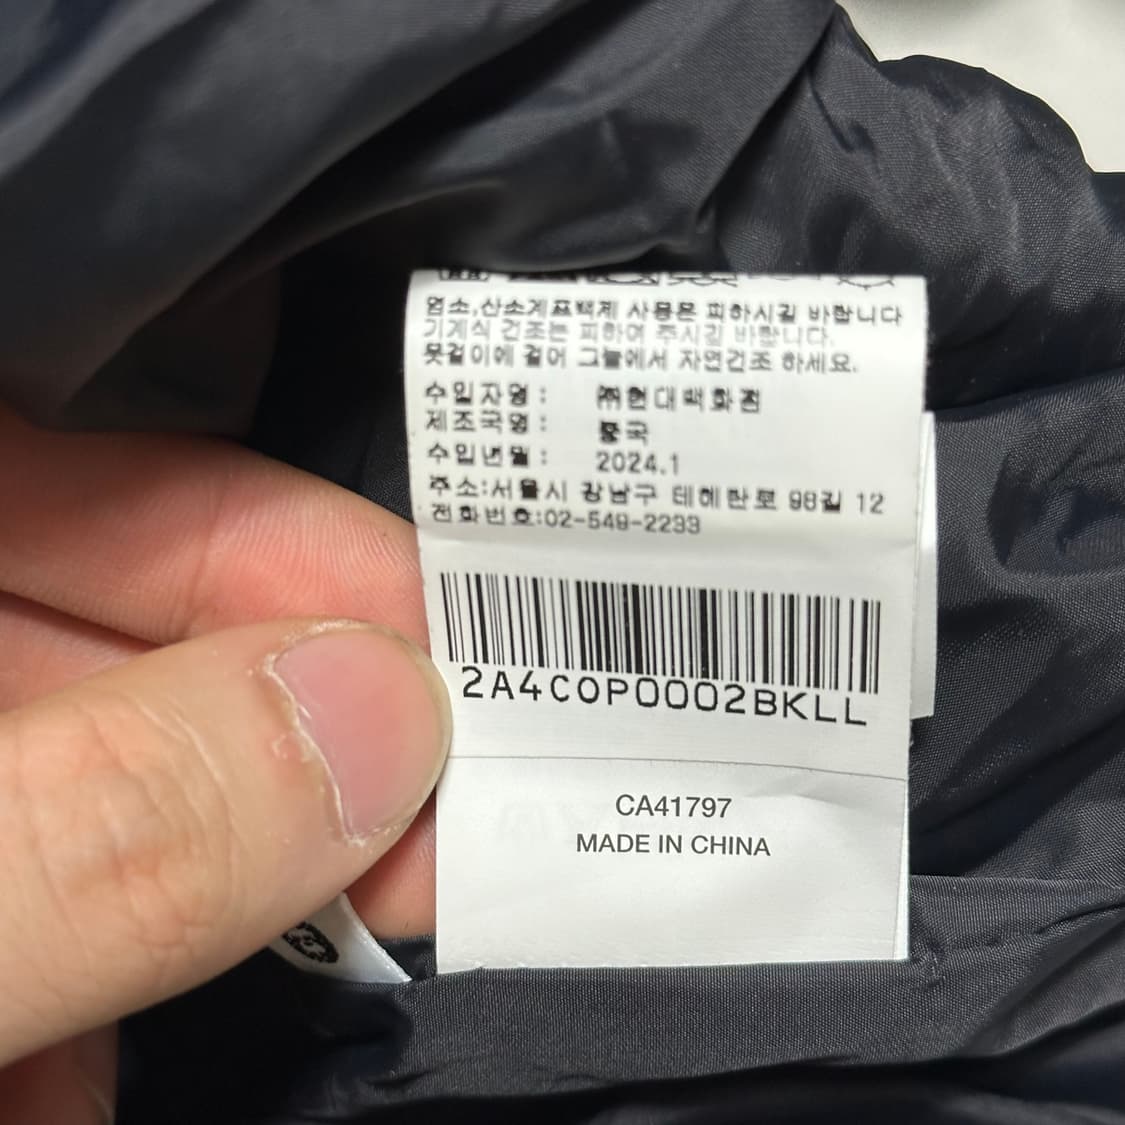 염소,산소계표백제 사용은 피하시길 바랍니다
기계식 건조는 피하여 주시길 바랍니다.
옷걸이에 걸어 그늘에서 자연건조 하세요.
수입자명 : ㈜현대백화점
제조국명 : 중국
수입년월 : 2024.1
주소:서울시 강남구 테헤란로 98길 12
전화번호:02-549-2233
2A4COP0002BKLL
CA41797
MADE IN CHINA